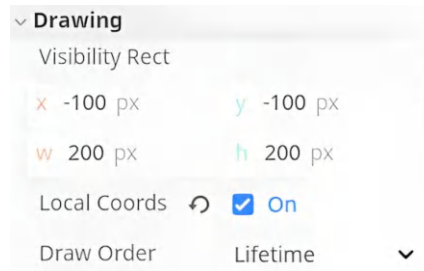 Drawing
Visibility Rect
x -100 px y -100 px
w 200 px h 200 px
Local Coords On
Draw Order Lifetime